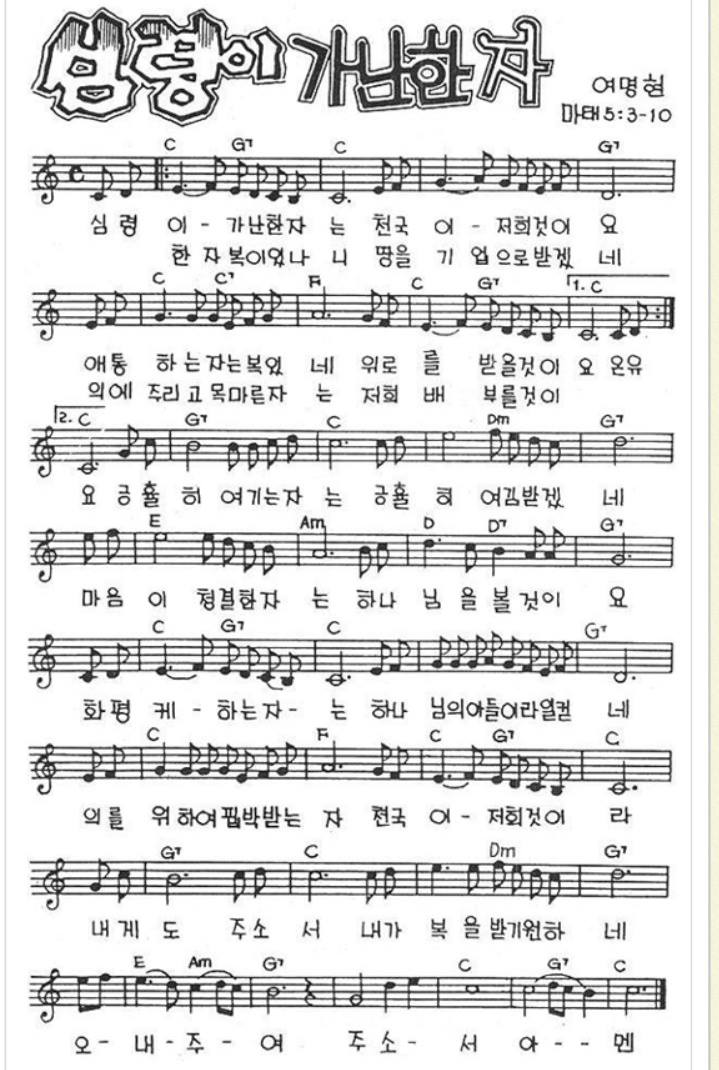 심령이 가난한 자
여명현
마태 5:3-10
C G7 C G7
심 령 이 - 가난한자 는 천국 이 - 저희것이 요
한 자복이있나 니 땅을 기 업으로받겠 네
C C7 F C G7 1. C
애통 하는자는복있 네 위로 를 받을것이 요 온유
의에 주리고목마른자 는 저희 배 부를것이
2. C G7 C Dm G7
요 긍휼 히 여기는자 는 긍휼 히 여김받겠 네
E Am D D7 G7
마음 이 청결한자 는 하나 님 을 볼 것이 요
C G7 C G7
화평 케 - 하는자 - 는 하나 님의아들이라일컬 네
C F C G7 C
의를 위하여핍박받는 자 천국 이 - 저희것이 라
G7 C Dm G7
내게 도 주소 서 내가 복 을받기원하 네
E Am G7 C G7 C
오 - 내 - 주 - 여 주 소 - 서 아 - - 멘